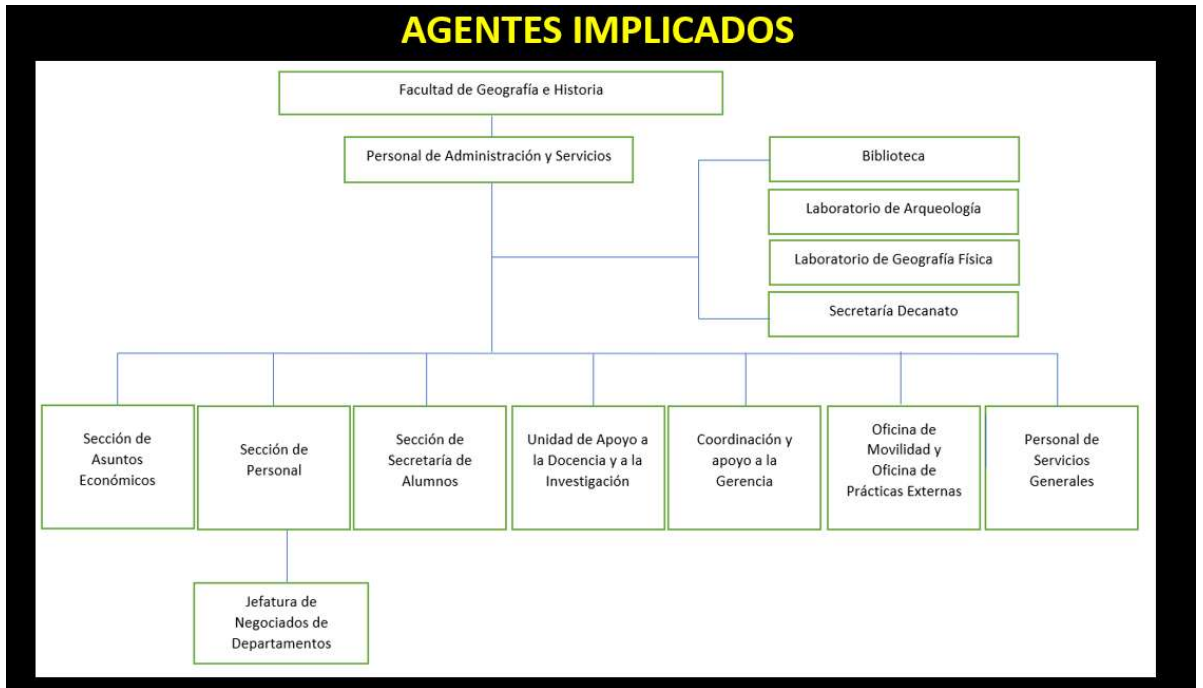 AGENTES IMPLICADOS
Facultad de Geografía e Historia
Personal de Administración y Servicios
Biblioteca
Laboratorio de Arqueología
Laboratorio de Geografía Física
Secretaría Decanato
Sección de
Asuntos
Económicos
Sección de
Personal
Sección de
Secretaría de
Alumnos
Unidad de Apoyo a
la Docencia y a la
Investigación
Coordinación y
apoyo a la
Gerencia
Oficina de
Movilidad y
Oficina de
Prácticas Externas
Personal de
Servicios
Generales
Jefatura de
Negociados de
Departamentos